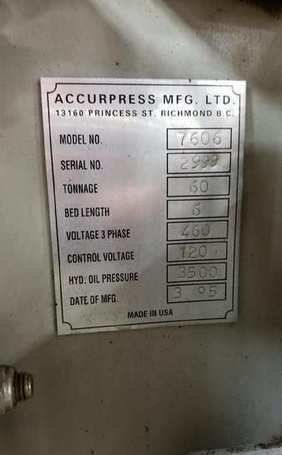 ACCURPRESS MFG. LTD.
13160 PRINCESS ST. RICHMOND B.C.
MODEL NO. 7606
SERIAL NO. 2999
TONNAGE 60
BED LENGTH 6
VOLTAGE 3 PHASE 460
CONTROL VOLTAGE 120
HYD. OIL PRESSURE 3500
DATE OF MFG. 3 95
MADE IN USA